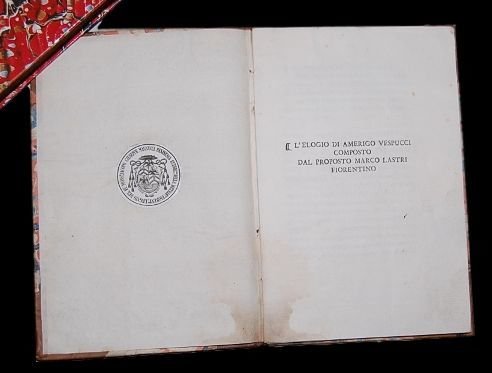 L'ELOGIO DI AMERIGO VESPUCCI
COMPOSTO
DAL PROPOSTO MARCO LASTRI
FIORENTINO